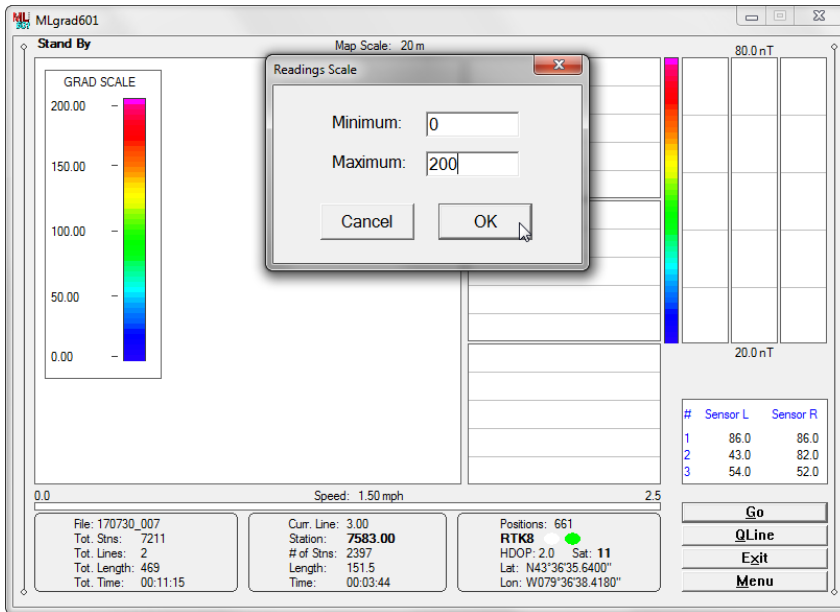 MLgrad601
Stand By
Map Scale: 20 m
80.0 nT
GRAD SCALE
200.00
150.00
100.00
50.00
0.00
Readings Scale
Minimum: 0
Maximum: 200
Cancel OK
20.0 nT
# Sensor L Sensor R
1 86.0 86.0
2 43.0 82.0
3 54.0 52.0
0.0 Speed: 1.50 mph 2.5
File: 170730_007
Tot. Stns: 7211
Tot. Lines: 2
Tot. Length: 469
Tot. Time: 00:11:15
Curr. Line: 3.00
Station: 7583.00
# of Stns: 2397
Length: 151.5
Time: 00:03:44
Positions: 661
RTK8
HDOP: 2.0 Sat: 11
Lat: N43°36'35.6400"
Lon: W079°36'38.4180"
Go
QLine
Exit
Menu